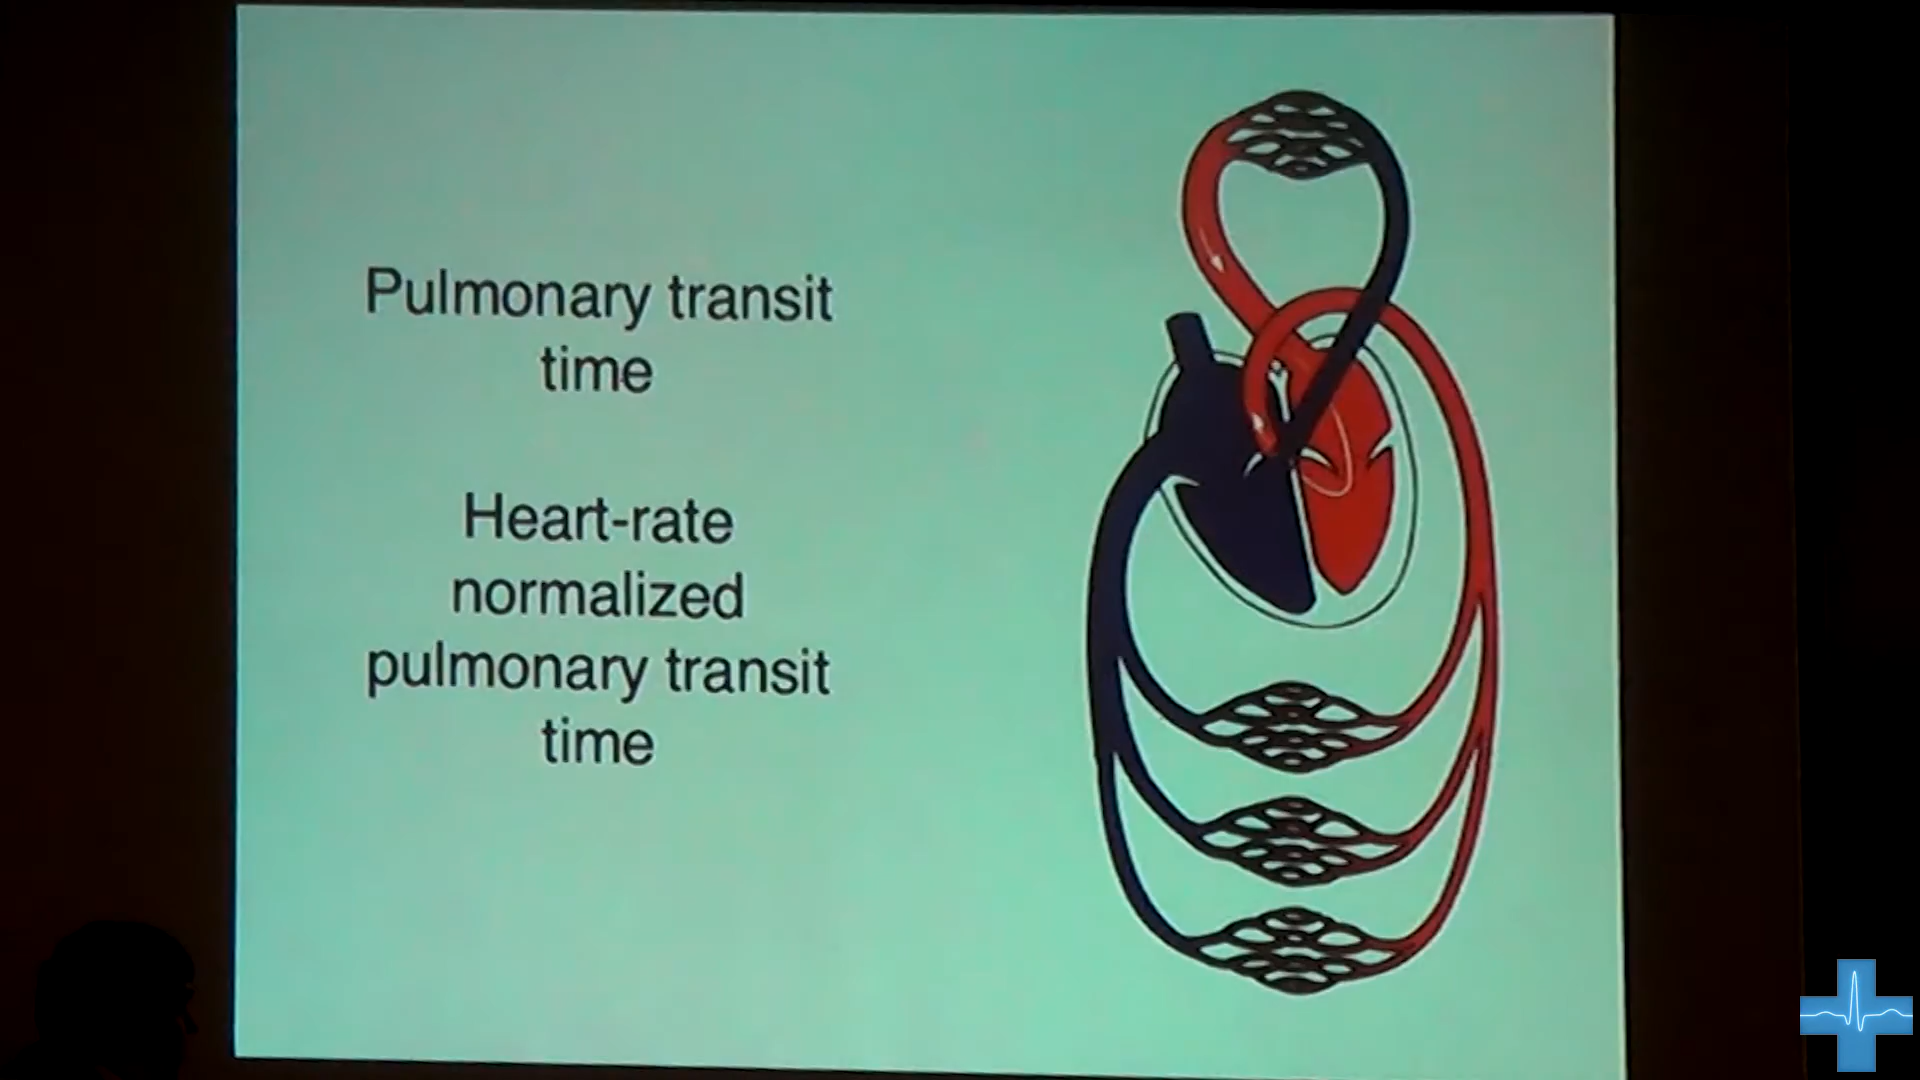 Pulmonary transit
time
Heart-rate
normalized
pulmonary transit
time